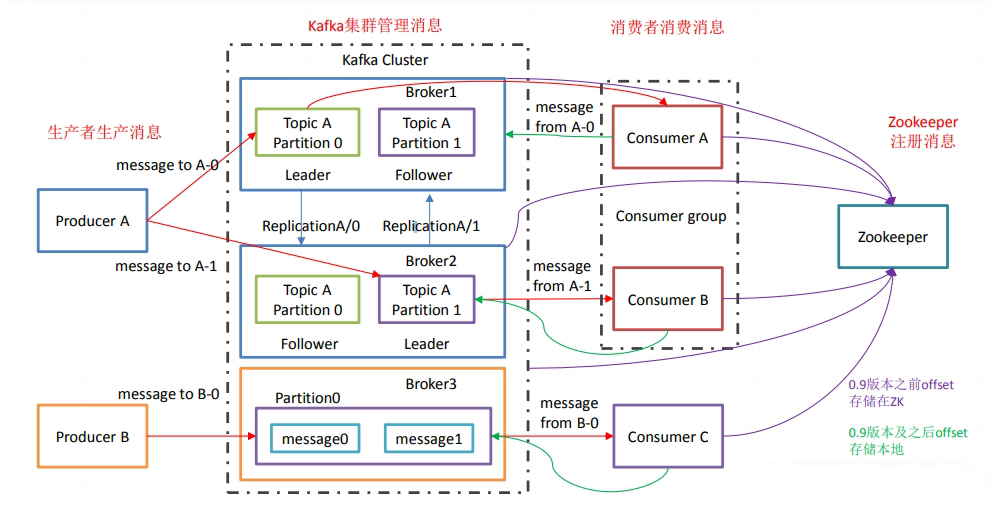 Kafka集群管理消息
消费者消费消息
Kafka Cluster
Broker1
Topic A
Partition 0
Topic A
Partition 1
Leader
Follower
message
from A-0
Consumer A
Zookeeper
注册消息
生产者生产消息
message to A-0
Producer A
message to A-1
ReplicationA/0
ReplicationA/1
Consumer group
Zookeeper
Broker2
Topic A
Partition 0
Topic A
Partition 1
Follower
Leader
message
from A-1
Consumer B
message to B-0
Producer B
Broker3
Partition0
message0
message1
message
from B-0
Consumer C
0.9版本之前offset
存储在ZK
0.9版本及之后offset
存储本地